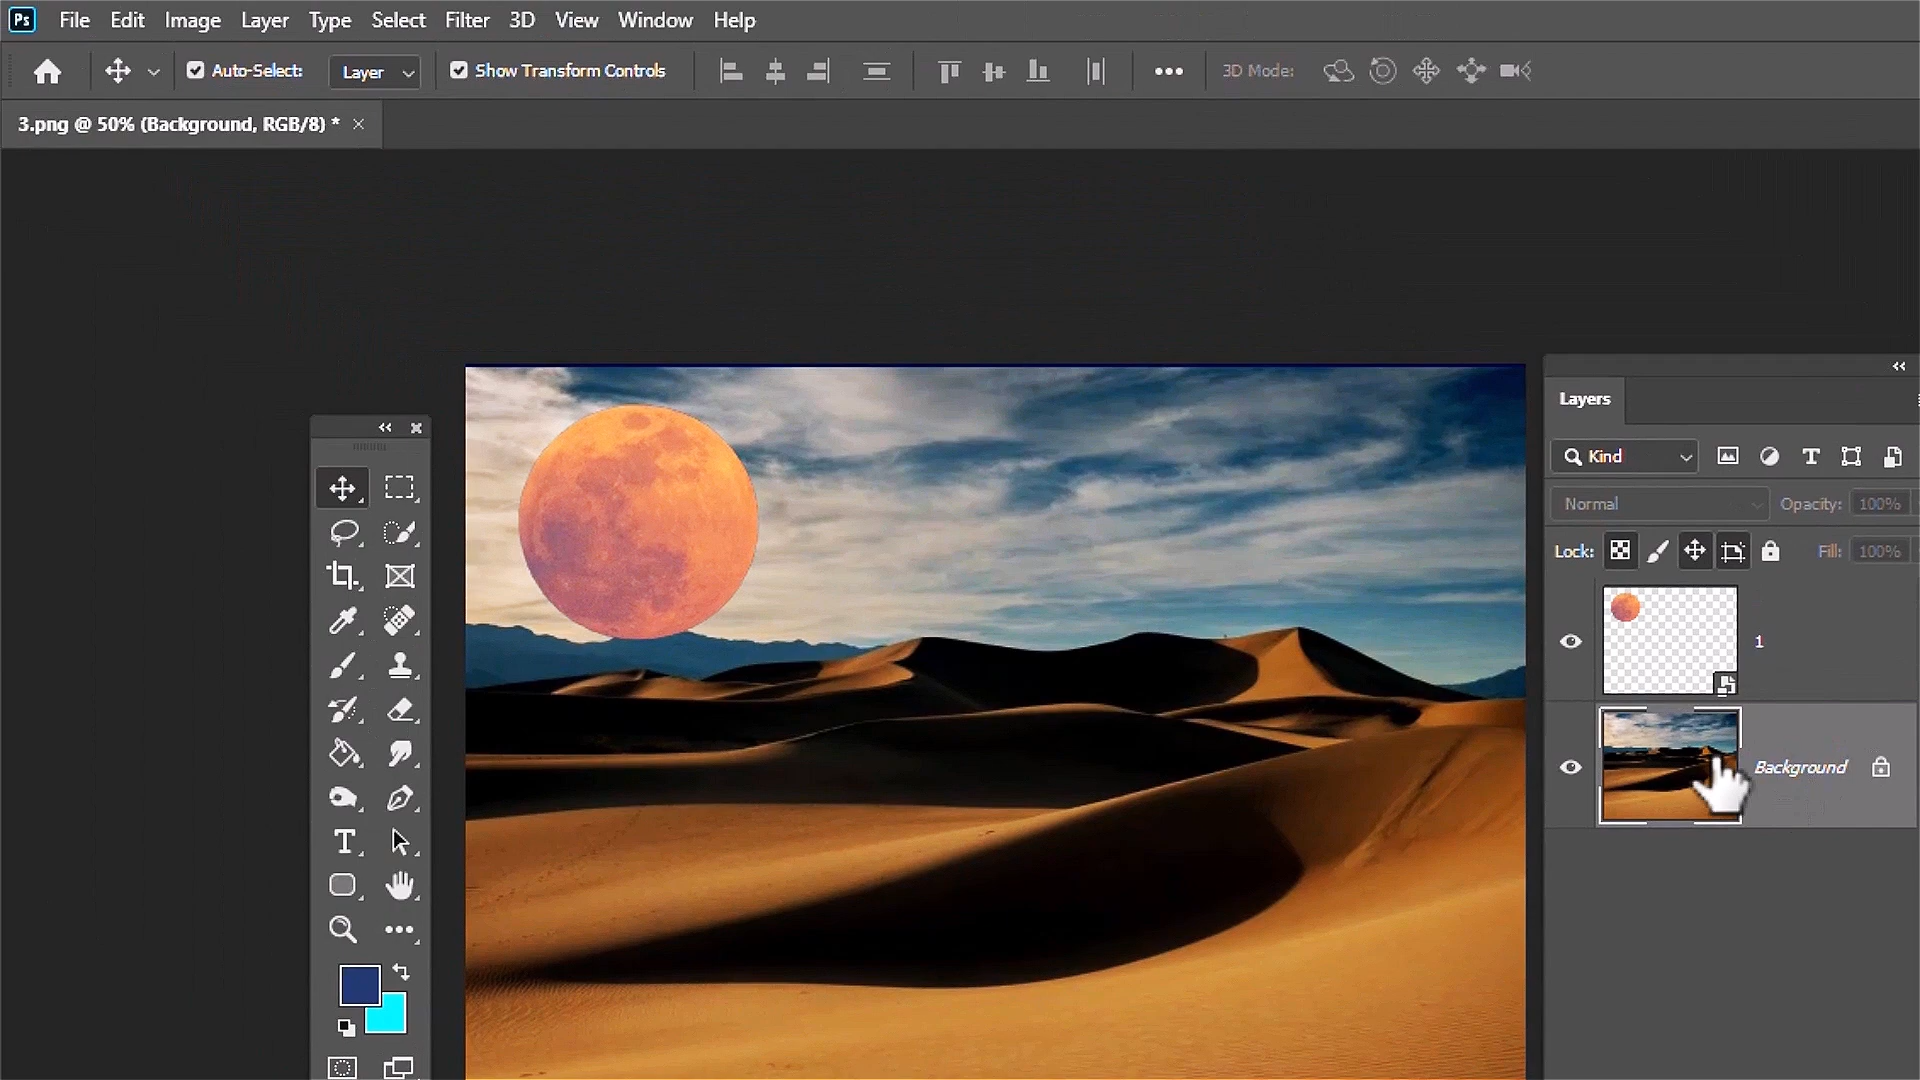 Ps File Edit Image Layer Type Select Filter 3D View Window Help
Auto-Select: Layer Show Transform Controls 3D Mode:
3.png @ 50% (Background, RGB/8) *
Layers
Kind
Normal Opacity: 100%
Lock: Fill: 100%
1
Background